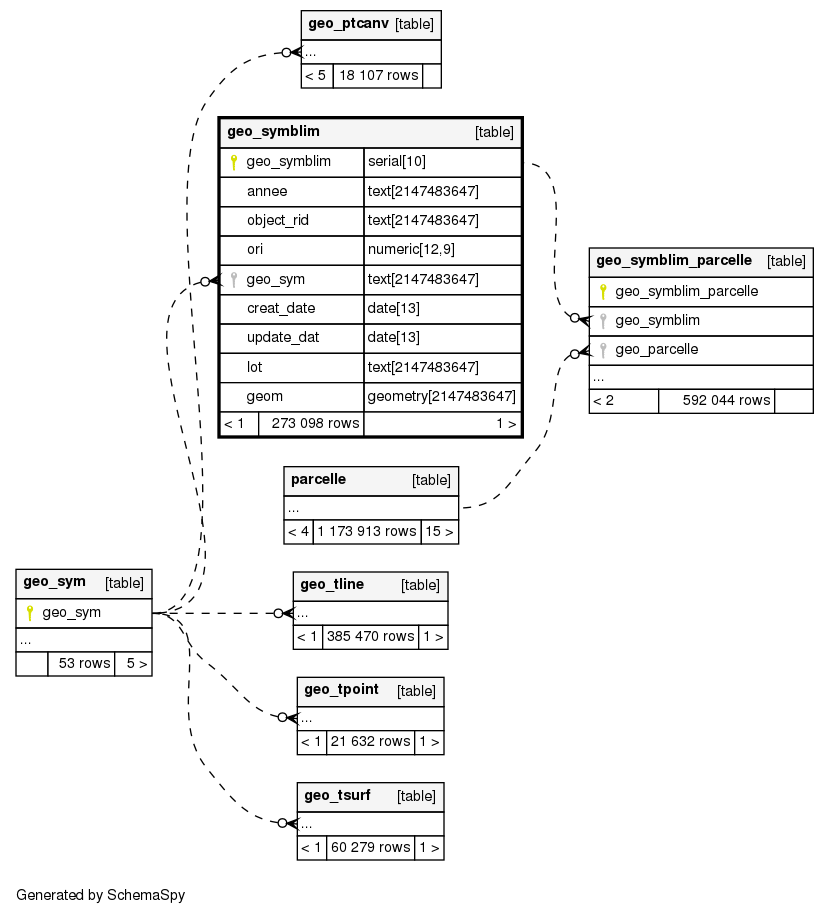 geo_ptcanv [table]
...
< 5 18 107 rows
geo_symblim [table]
geo_symblim serial[10]
annee text[2147483647]
object_rid text[2147483647]
ori numeric[12,9]
geo_sym text[2147483647]
creat_date date[13]
update_dat date[13]
lot text[2147483647]
geom geometry[2147483647]
< 1 273 098 rows 1 >
geo_symblim_parcelle [table]
geo_symblim_parcelle
geo_symblim
geo_parcelle
...
< 2 592 044 rows
parcelle [table]
...
< 4 1 173 913 rows 15 >
geo_sym [table]
geo_sym
...
53 rows 5 >
geo_tline [table]
...
< 1 385 470 rows 1 >
geo_tpoint [table]
...
< 1 21 632 rows 1 >
geo_tsurf [table]
...
< 1 60 279 rows 1 >
Generated by SchemaSpy